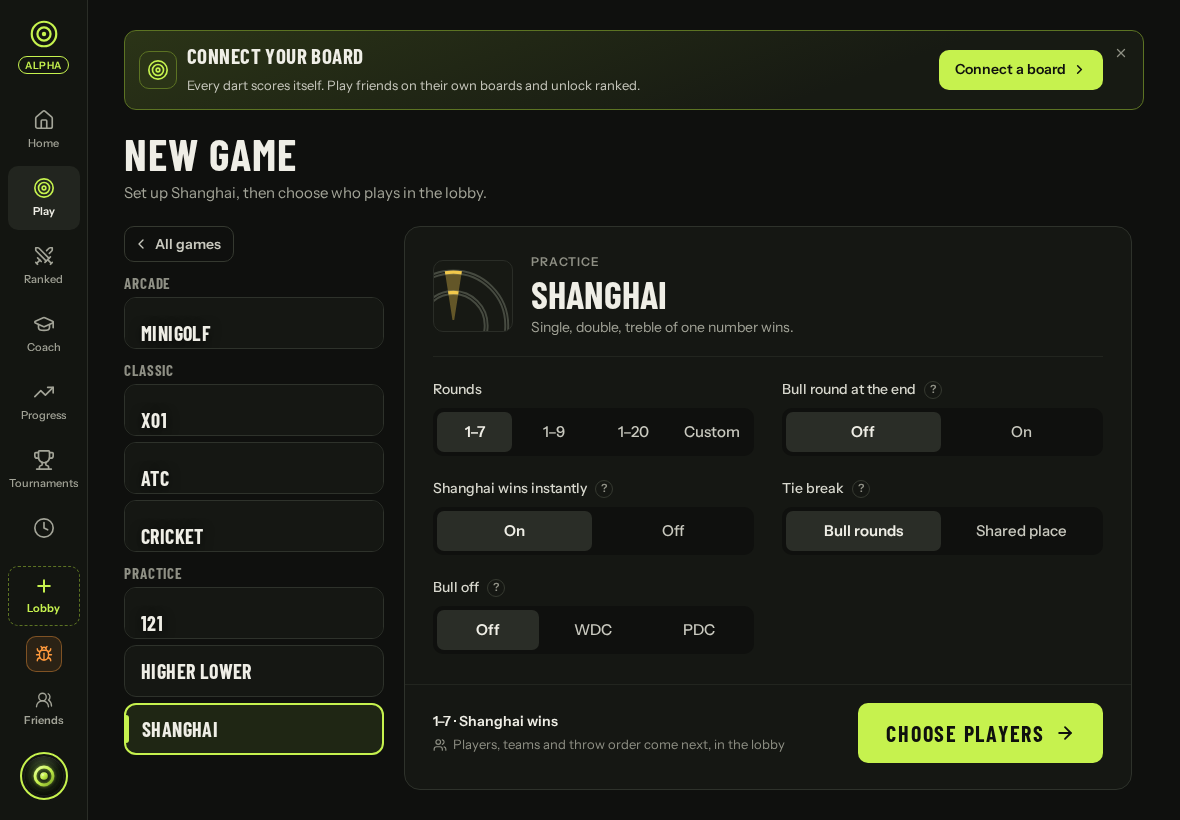 ALPHA
Home
Play
Ranked
Coach
Progress
Tournaments
Lobby
Friends
CONNECT YOUR BOARD
Every dart scores itself. Play friends on their own boards and unlock ranked.
Connect a board
NEW GAME
Set up Shanghai, then choose who plays in the lobby.
All games
ARCADE
MINIGOLF
CLASSIC
X01
ATC
CRICKET
PRACTICE
121
HIGHER LOWER
SHANGHAI
PRACTICE
SHANGHAI
Single, double, treble of one number wins.
Rounds
1–7 1–9 1–20 Custom
Bull round at the end ?
Off On
Shanghai wins instantly ?
On Off
Tie break ?
Bull rounds Shared place
Bull off ?
Off WDC PDC
1–7 · Shanghai wins
Players, teams and throw order come next, in the lobby
CHOOSE PLAYERS